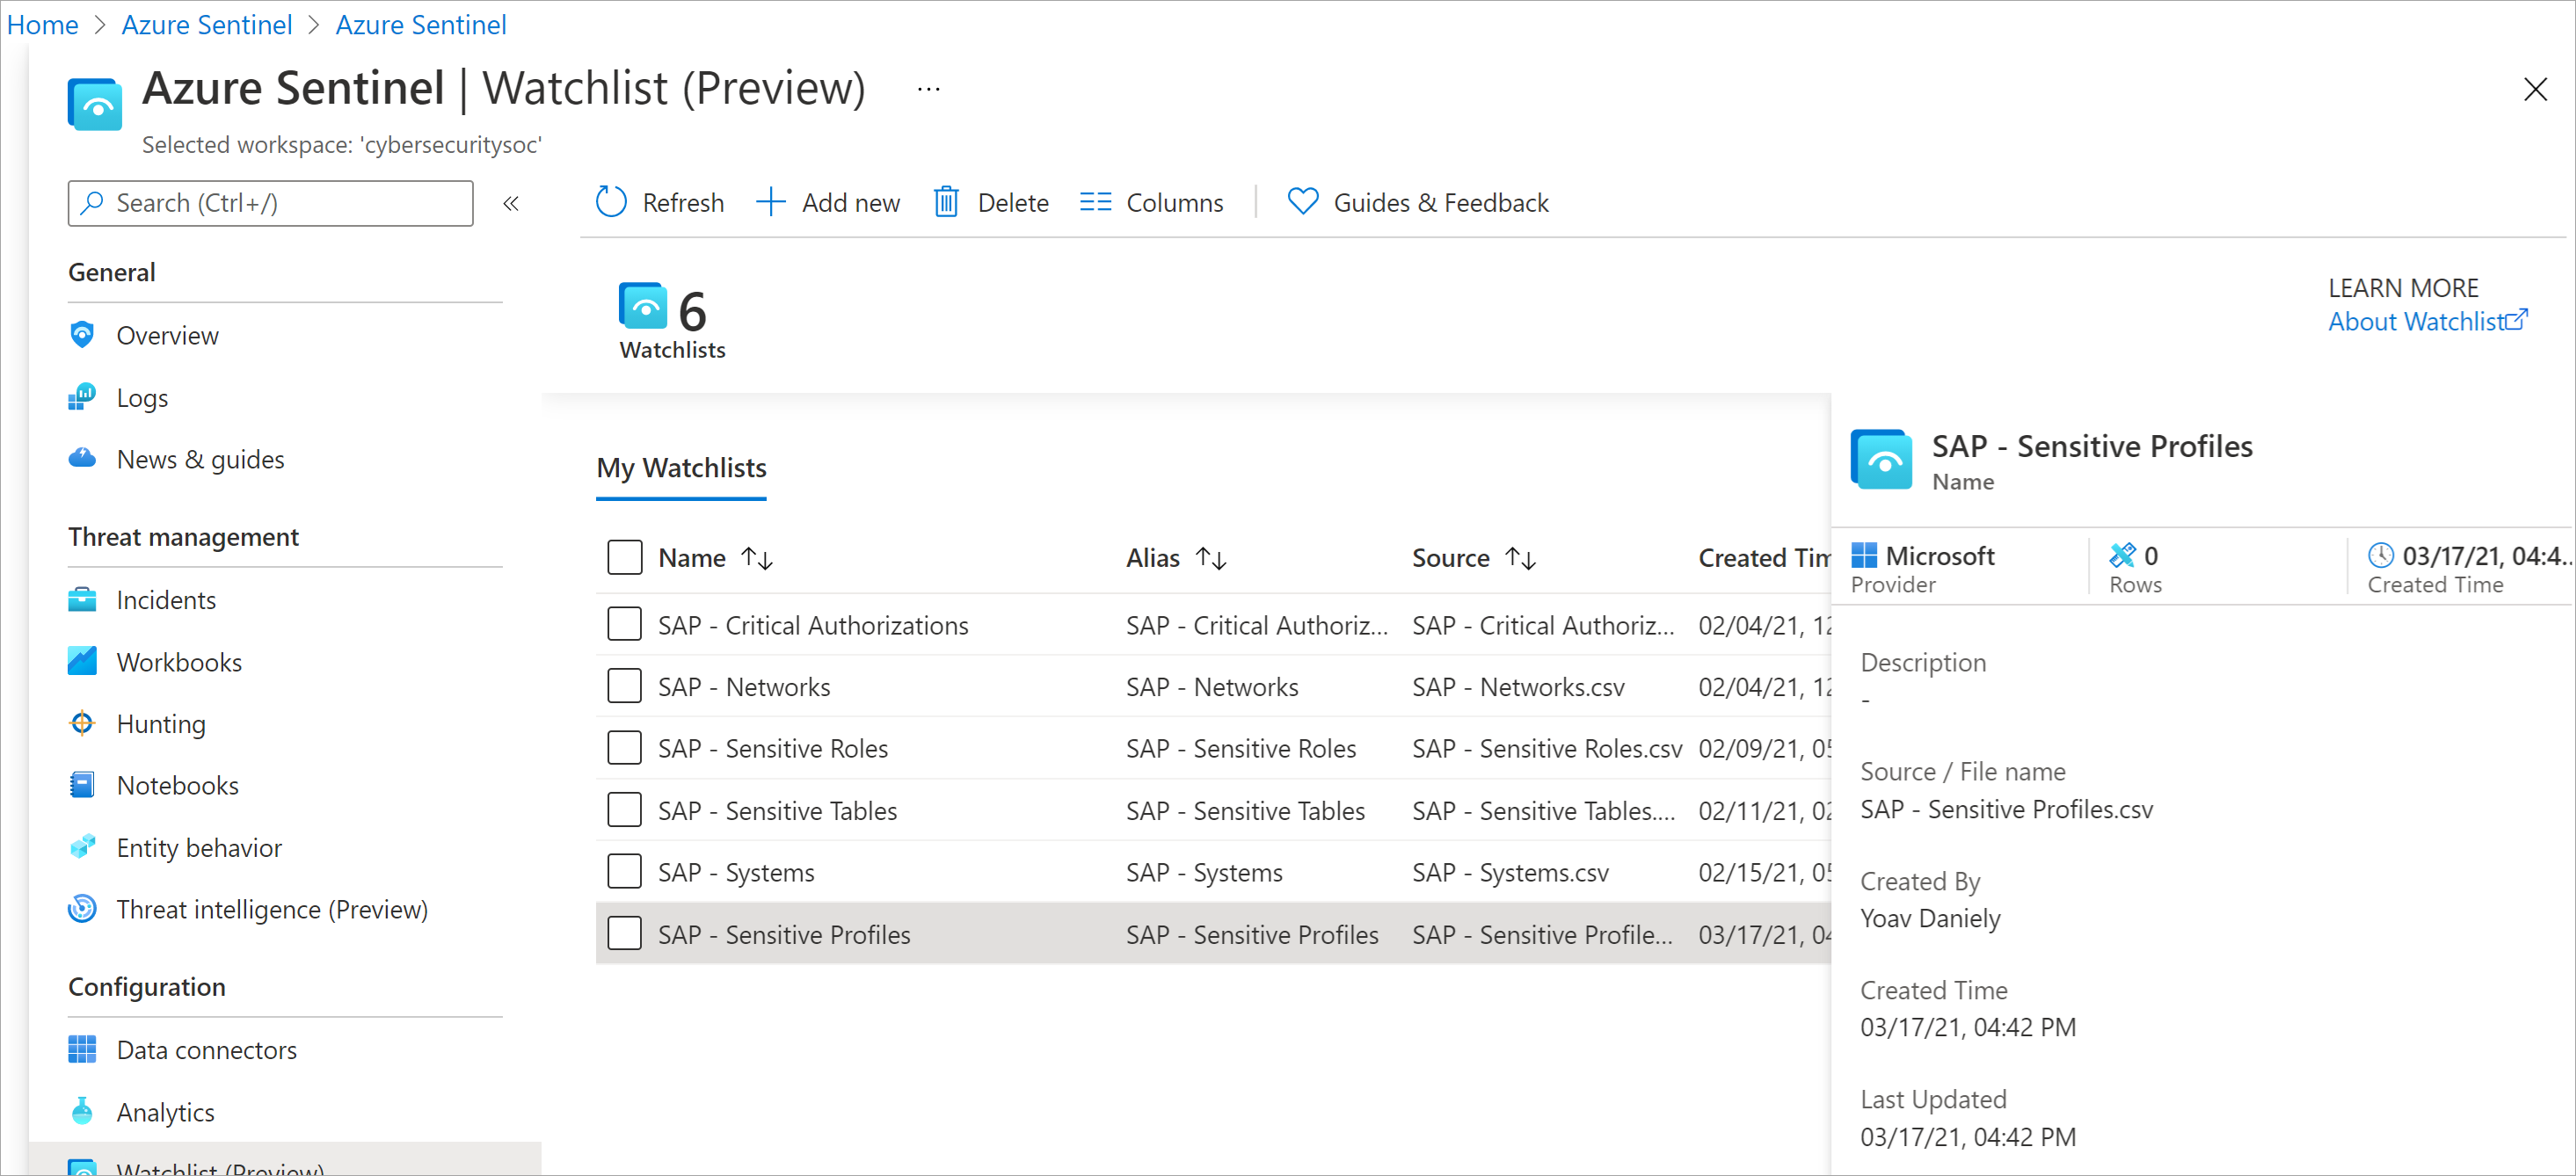 Home > Azure Sentinel > Azure Sentinel
Azure Sentinel | Watchlist (Preview) ...
Selected workspace: 'cybersecuritysoc'
Search (Ctrl+/)
«
Refresh
Add new
Delete
Columns
Guides & Feedback
General
Overview
Logs
News & guides
Threat management
Incidents
Workbooks
Hunting
Notebooks
Entity behavior
Threat intelligence (Preview)
Configuration
Data connectors
Analytics
Watchlist (Preview)
6
Watchlists
LEARN MORE
About Watchlist
My Watchlists
Name ↑↓ Alias ↑↓ Source ↑↓ Created Tim
SAP - Critical Authorizations SAP - Critical Authoriz... SAP - Critical Authoriz... 02/04/21, 12
SAP - Networks SAP - Networks SAP - Networks.csv 02/04/21, 12
SAP - Sensitive Roles SAP - Sensitive Roles SAP - Sensitive Roles.csv 02/09/21, 05
SAP - Sensitive Tables SAP - Sensitive Tables SAP - Sensitive Tables.... 02/11/21, 02
SAP - Systems SAP - Systems SAP - Systems.csv 02/15/21, 05
SAP - Sensitive Profiles SAP - Sensitive Profiles SAP - Sensitive Profile... 03/17/21, 04
SAP - Sensitive Profiles
Name
Microsoft
Provider
0
Rows
03/17/21, 04:4...
Created Time
Description
-
Source / File name
SAP - Sensitive Profiles.csv
Created By
Yoav Daniely
Created Time
03/17/21, 04:42 PM
Last Updated
03/17/21, 04:42 PM